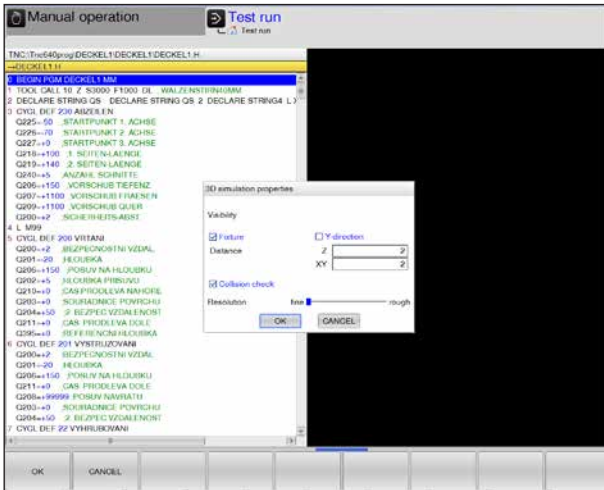 Manual operation
Test run
Test run
TNC:\Tnc640prog\DECKEL1\DECKEL1\DECKEL1.H
→DECKEL1.H
0 BEGIN PGM DECKEL1 MM
1 TOOL CALL 10 Z S3000 F1000 DL ;WALZENSTIRN40MM
2 DECLARE STRING QS DECLARE STRING QS 2 DECLARE STRING4 L
3 CYCL DEF 230 ABZEILEN
Q225=-50 ;STARTPUNKT 1. ACHSE
Q226=-70 ;STARTPUNKT 2. ACHSE
Q227=+0 ;STARTPUNKT 3. ACHSE
Q218=+100 ;1. SEITEN-LAENGE
Q219=+140 ;2. SEITEN-LAENGE
Q240=+5 ;ANZAHL SCHNITTE
Q206=+150 ;VORSCHUB TIEFENZ.
Q207=+1100 ;VORSCHUB FRAESEN
Q209=+1100 ;VORSCHUB QUER
Q200=+2 ;SICHERHEITS-ABST.
4 L M99
5 CYCL DEF 200 VRTANI
Q200=+2 ;BEZPECNOSTNI VZDAL.
Q201=-20 ;HLOUBKA
Q206=+150 ;POSUV NA HLOUBKU
Q202=+5 ;HLOUBKA PRISUVU
Q210=+0 ;CAS.PRODLEVA NAHORE
Q203=+0 ;SOURADNICE POVRCHU
Q204=+50 ;2. BEZPEC.VZDALENOST
Q211=+0 ;CAS. PRODLEVA DOLE
Q395=+0 ;REFERENCNI HLOUBKA
6 CYCL DEF 201 VYSTRUZOVANI
Q200=+2 ;BEZPECNOSTNI VZDAL.
Q201=-20 ;HLOUBKA
Q206=+150 ;POSUV NA HLOUBKU
Q211=+0 ;CAS. PRODLEVA DOLE
Q208=+99999 ;POSUV NAVRATU
Q203=+0 ;SOURADNICE POVRCHU
Q204=+50 ;2. BEZPEC.VZDALENOST
7 CYCL DEF 22 VYHRUBOVANI
3D simulation properties
Visibility
Fixture
Y-direction
Distance
Z 2
XY 2
Collision check
Resolution fine rough
OK CANCEL
OK CANCEL